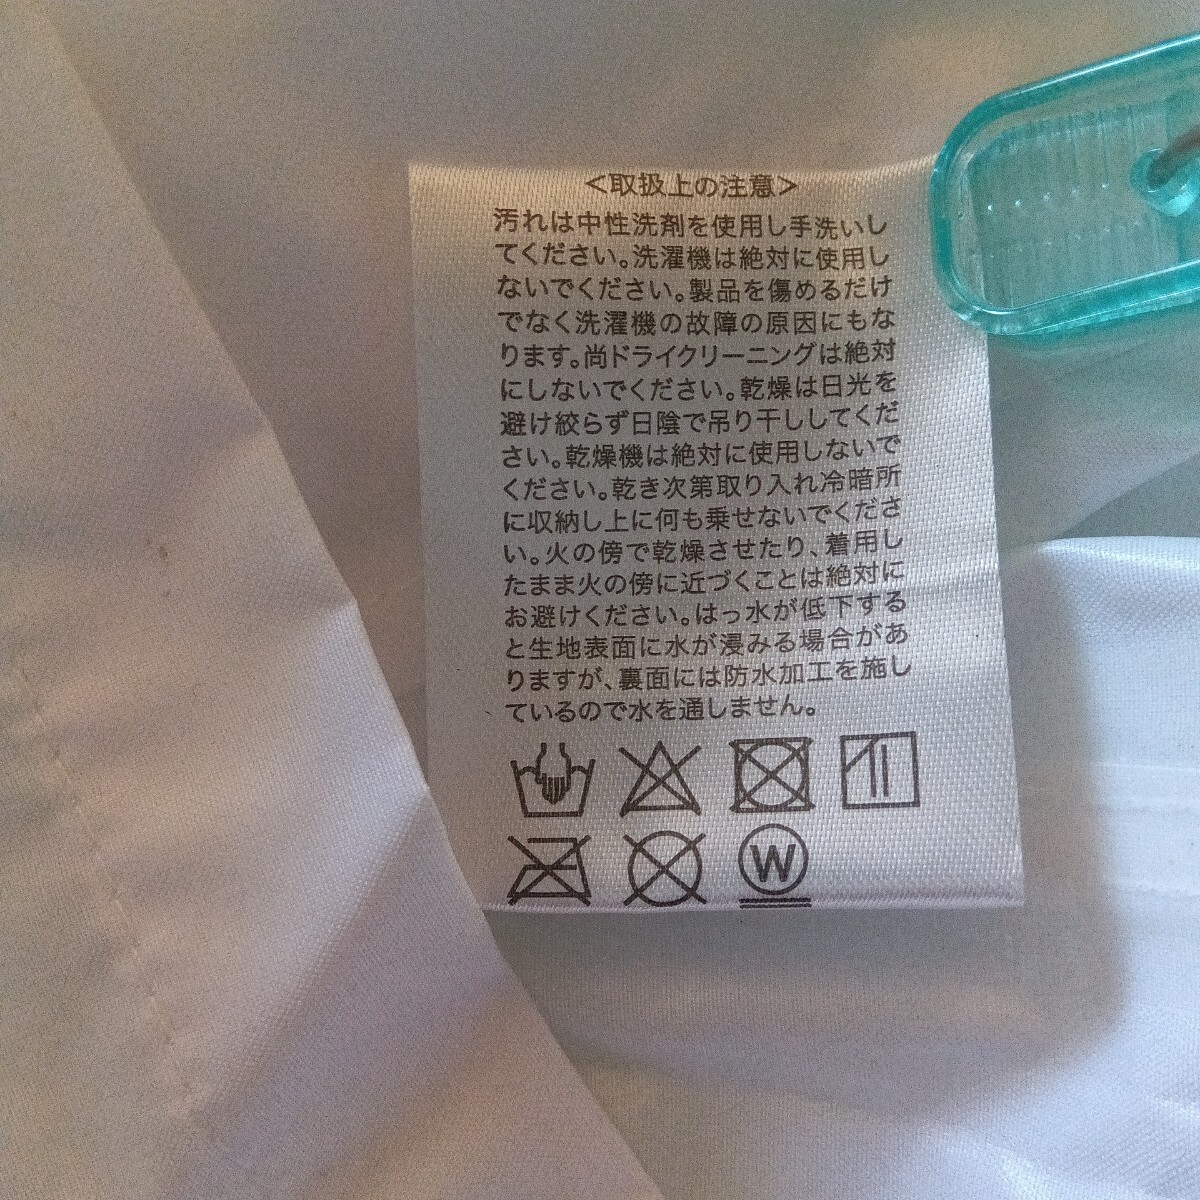 <取扱上の注意>
汚れは中性洗剤を使用し手洗いし
てください。洗濯機は絶対に使用し
ないでください。製品を傷めるだけ
でなく洗濯機の故障の原因にもな
ります。尚ドライクリーニングは絶対
にしないでください。乾燥は日光を
避け絞らず日陰で吊り干ししてくだ
さい。乾燥機は絶対に使用しないで
ください。乾き次第取り入れ冷暗所
に収納し上に何も乗せないでくださ
い。火の傍で乾燥させたり、着用し
たまま火の傍に近づくことは絶対に
お避けください。はっ水が低下する
と生地表面に水が浸みる場合があ
りますが、裏面には防水加工を施し
ているので水を通しません。
W